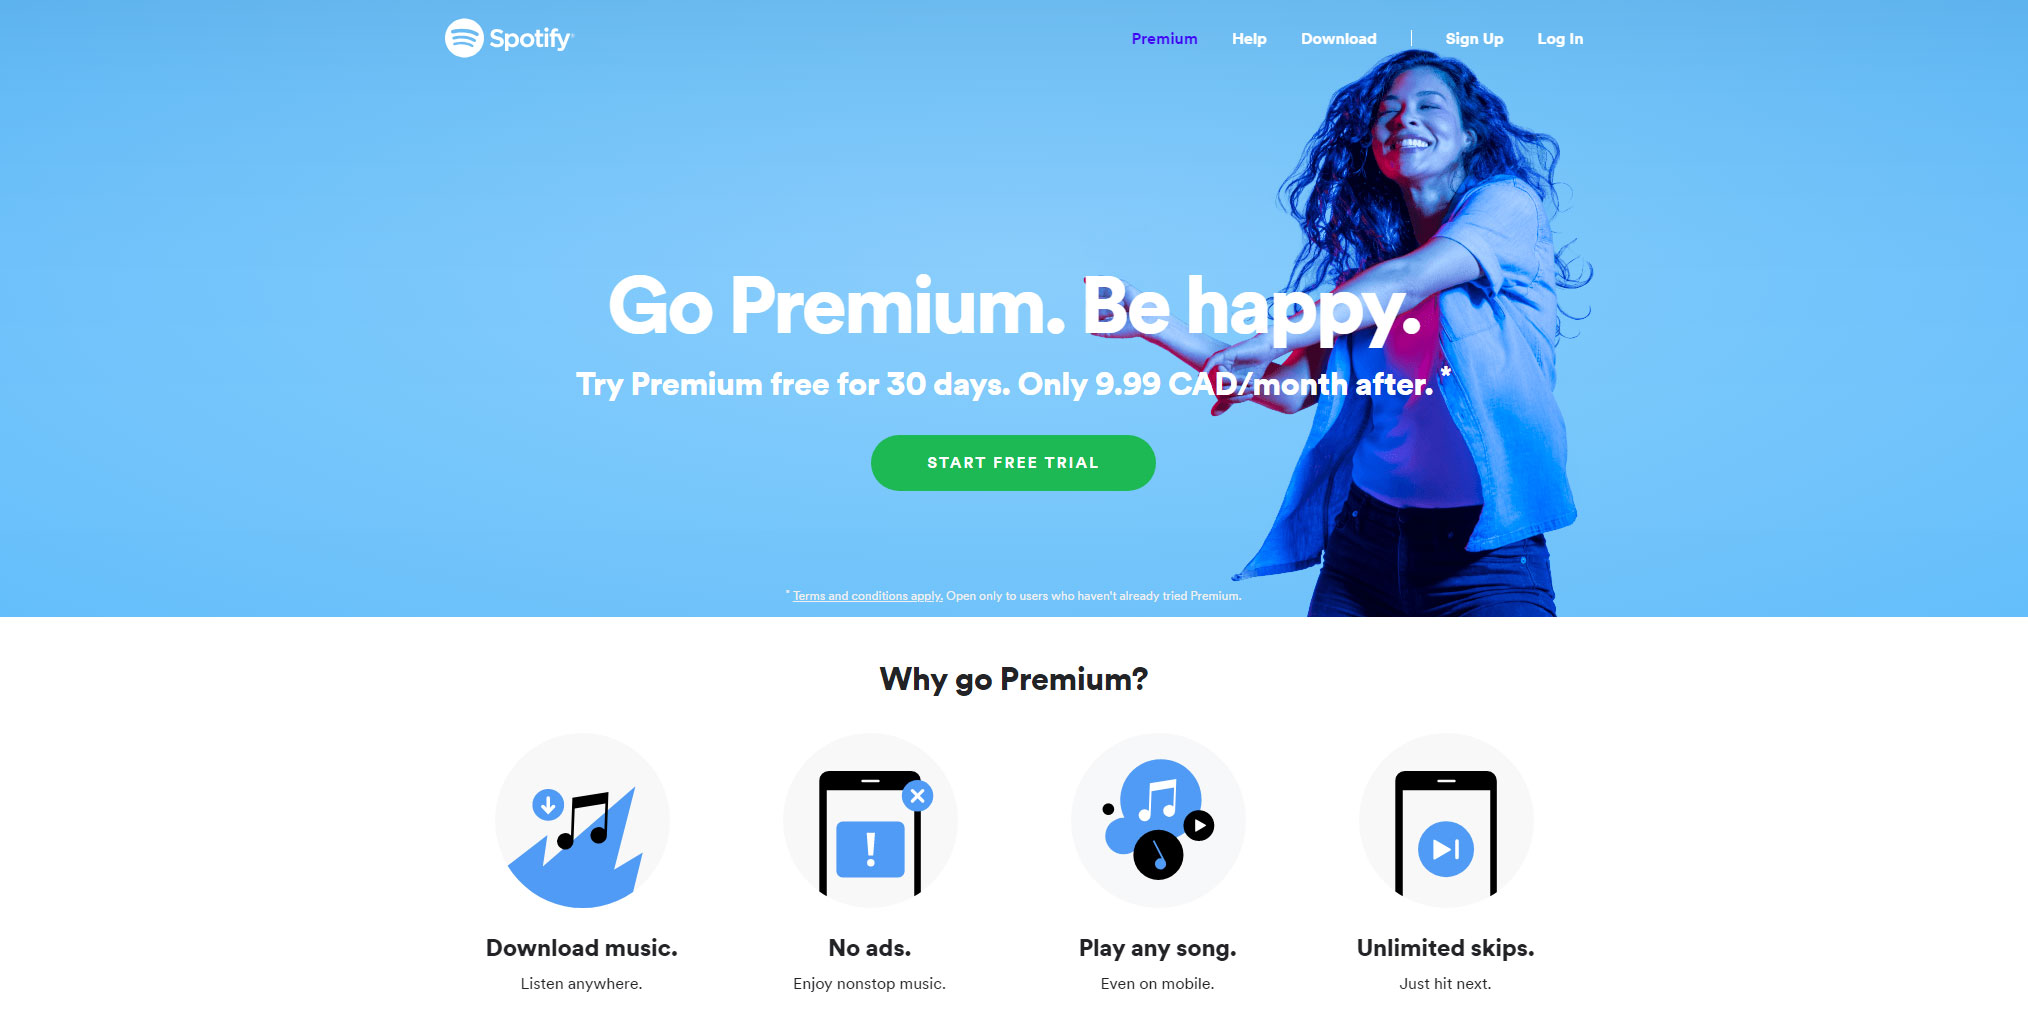 Spotify®
Premium
Help
Download
Sign Up
Log In
Go Premium. Be happy.
Try Premium free for 30 days. Only 9.99 CAD/month after.*
START FREE TRIAL
* Terms and conditions apply. Open only to users who haven't already tried Premium.
Why go Premium?
Download music.
Listen anywhere.
No ads.
Enjoy nonstop music.
Play any song.
Even on mobile.
Unlimited skips.
Just hit next.